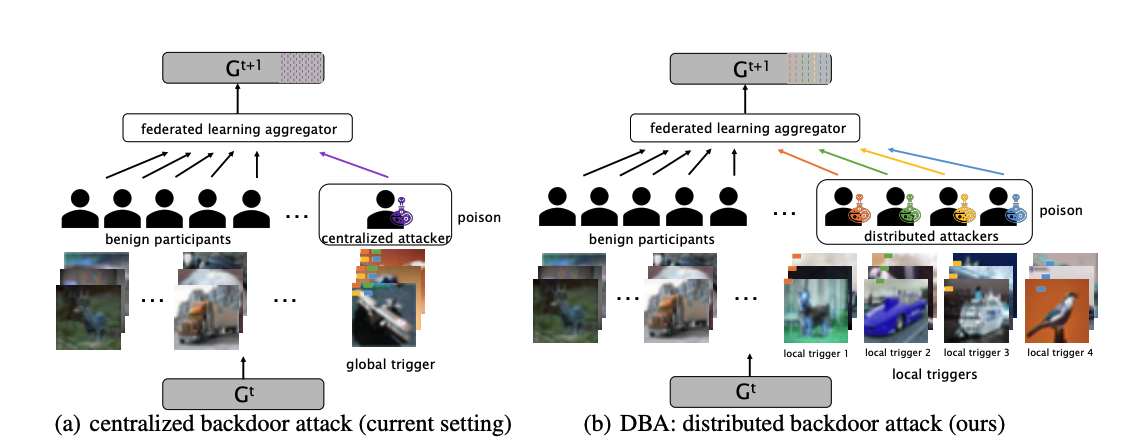 G^{t+1}
federated learning aggregator
...
benign participants
centralized attacker
poison
...
...
global trigger
G^t
(a) centralized backdoor attack (current setting)
G^{t+1}
federated learning aggregator
...
benign participants
distributed attackers
poison
...
...
local trigger 1
local trigger 2
local trigger 3
local trigger 4
local triggers
G^t
(b) DBA: distributed backdoor attack (ours)